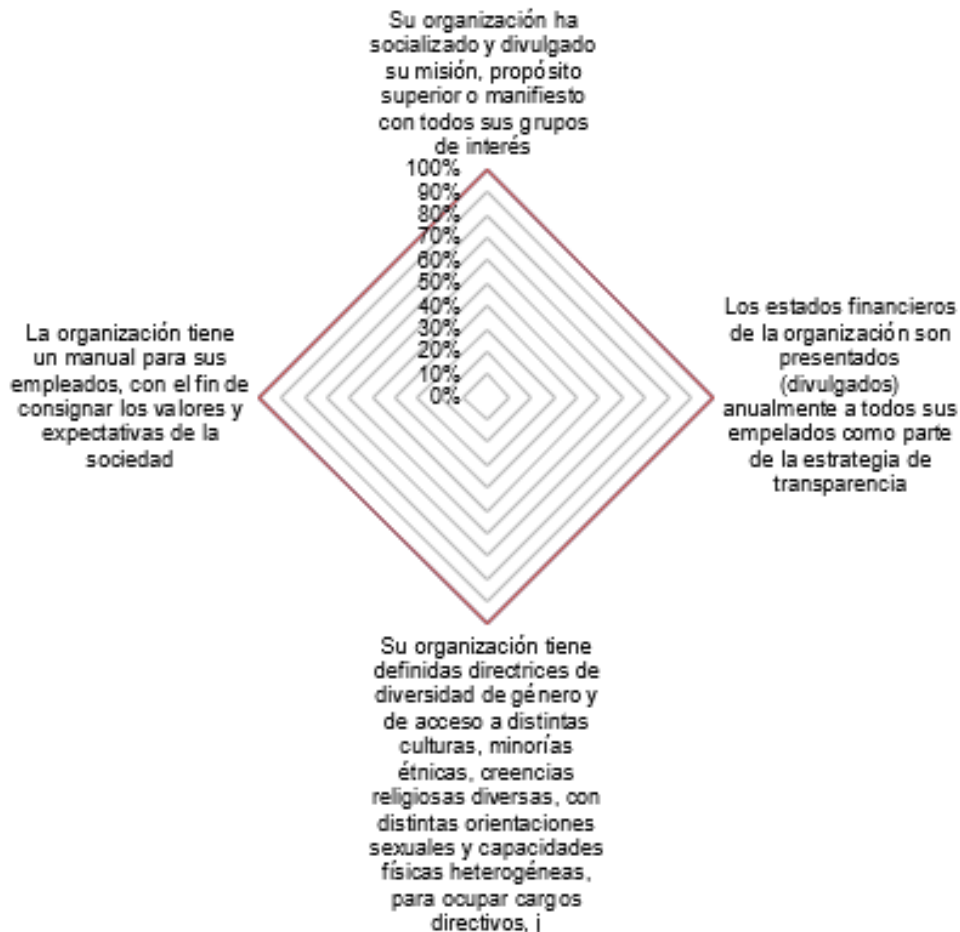 Su organización ha
socializado y divulgado
su misión, propósito
superior o manifiesto
con todos sus grupos
de interés
100%
90%
80%
70%
60%
50%
40%
30%
20%
10%
0%
Los estados financieros
de la organización son
presentados
(divulgados)
anualmente a todos sus
empelados como parte
de la estrategia de
transparencia
Su organización tiene
definidas directrices de
diversidad de género y
de acceso a distintas
culturas, minorías
étnicas, creencias
religiosas diversas, con
distintas orientaciones
sexuales y capacidades
físicas heterogéneas,
para ocupar cargos
directivos, j
La organización tiene
un manual para sus
empleados, con el fin de
consignar los valores y
expectativas de la
sociedad